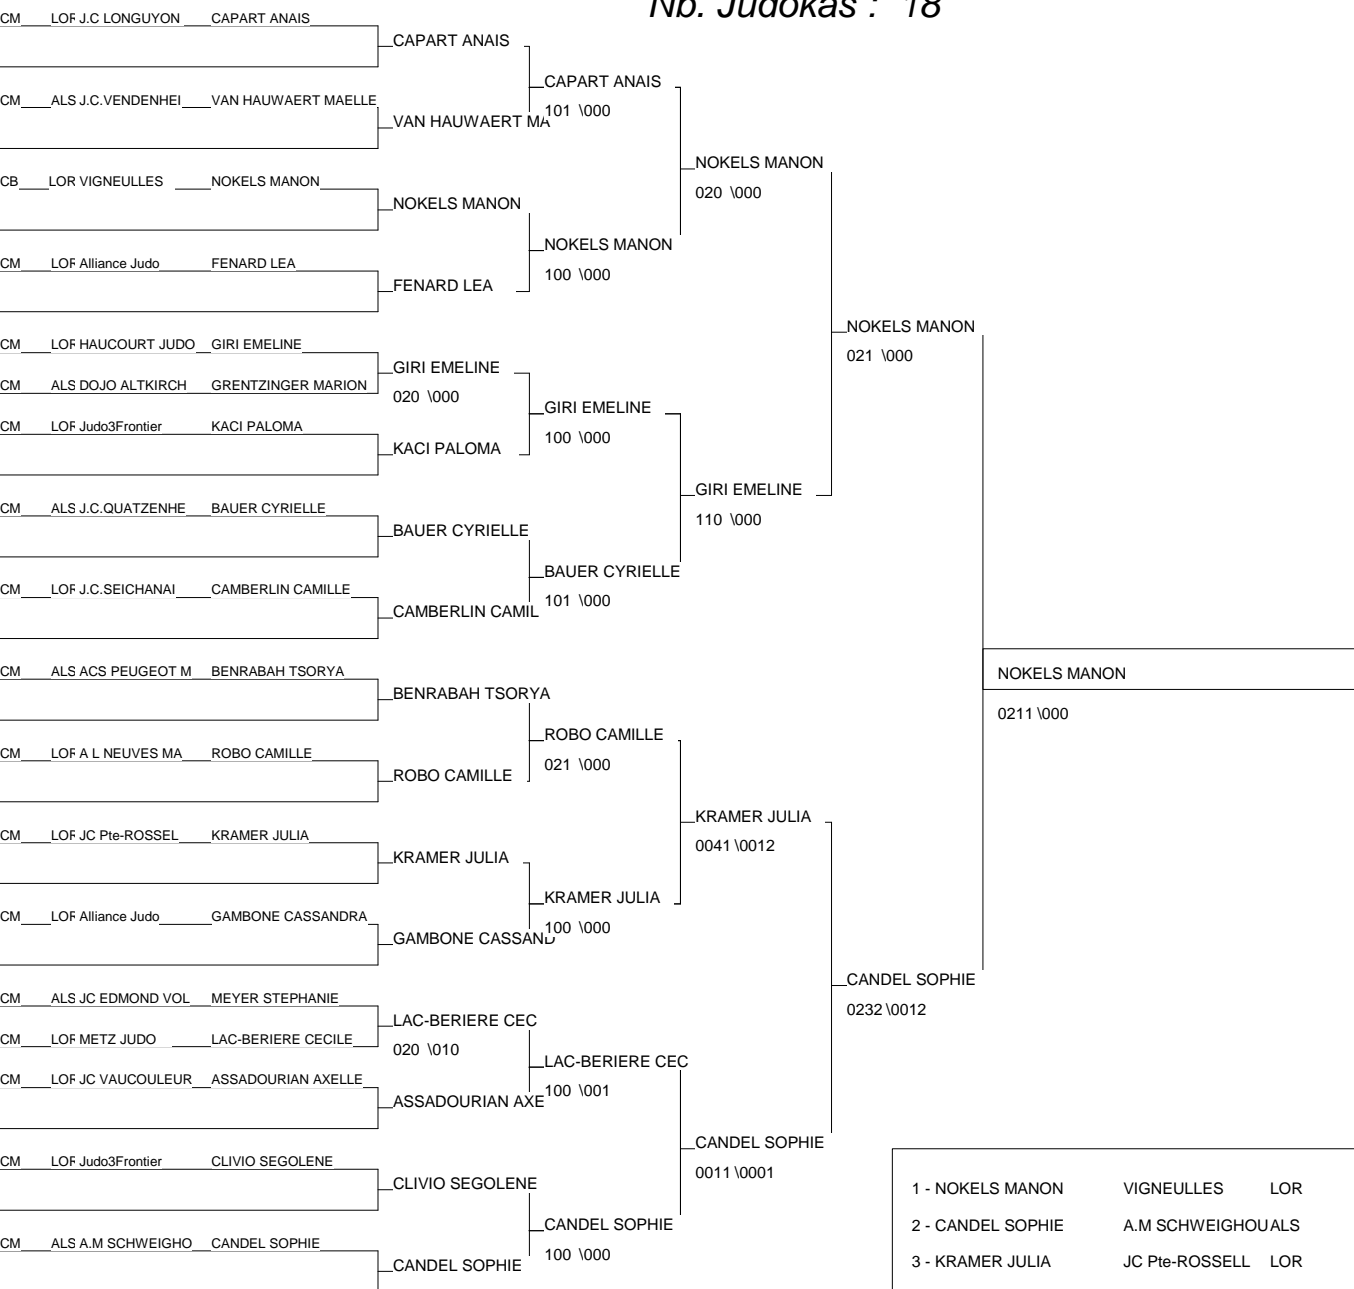 Nb. Judokas : 18
CM LOR J.C LONGUYON CAPART ANAIS
CAPART ANAIS
CAPART ANAIS
101 \000
CM ALS J.C.VENDENHEI VAN HAUWAERT MAELLE
VAN HAUWAERT MA
NOKELS MANON
020 \000
CB LOR VIGNEULLES NOKELS MANON
NOKELS MANON
NOKELS MANON
100 \000
CM LOR Alliance Judo FENARD LEA
FENARD LEA
NOKELS MANON
021 \000
CM LOR HAUCOURT JUDO GIRI EMELINE
GIRI EMELINE
020 \000
CM ALS DOJO ALTKIRCH GRENTZINGER MARION
GIRI EMELINE
100 \000
CM LOR Judo3Frontier KACI PALOMA
KACI PALOMA
GIRI EMELINE
110 \000
CM ALS J.C.QUATZENHE BAUER CYRIELLE
BAUER CYRIELLE
BAUER CYRIELLE
101 \000
CM LOR J.C.SEICHANAI CAMBERLIN CAMILLE
CAMBERLIN CAMIL
NOKELS MANON
0211 \000
CM ALS ACS PEUGEOT M BENRABAH TSORYA
BENRABAH TSORYA
ROBO CAMILLE
021 \000
CM LOR A L NEUVES MA ROBO CAMILLE
ROBO CAMILLE
KRAMER JULIA
0041 \0012
CM LOR JC Pte-ROSSEL KRAMER JULIA
KRAMER JULIA
KRAMER JULIA
100 \000
CM LOR Alliance Judo GAMBONE CASSANDRA
GAMBONE CASSAND
CANDEL SOPHIE
0232 \0012
CM ALS JC EDMOND VOL MEYER STEPHANIE
LAC-BERIERE CEC
020 \010
CM LOR METZ JUDO LAC-BERIERE CECILE
LAC-BERIERE CEC
100 \001
CM LOR JC VAUCOULEUR ASSADOURIAN AXELLE
ASSADOURIAN AXE
CANDEL SOPHIE
0011 \0001
CM LOR Judo3Frontier CLIVIO SEGOLENE
CLIVIO SEGOLENE
CANDEL SOPHIE
100 \000
CM ALS A.M SCHWEIGHO CANDEL SOPHIE
CANDEL SOPHIE
1 - NOKELS MANON VIGNEULLES LOR
2 - CANDEL SOPHIE A.M SCHWEIGHOU ALS
3 - KRAMER JULIA JC Pte-ROSSELL LOR